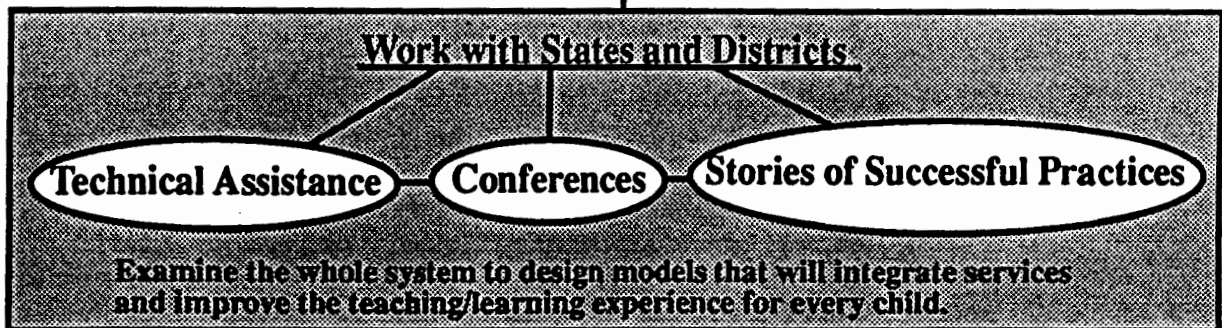 Work with States and Districts
Technical Assistance
Conferences
Stories of Successful Practices
Examine the whole system to design models that will integrate services
and improve the teaching/learning experience for every child.